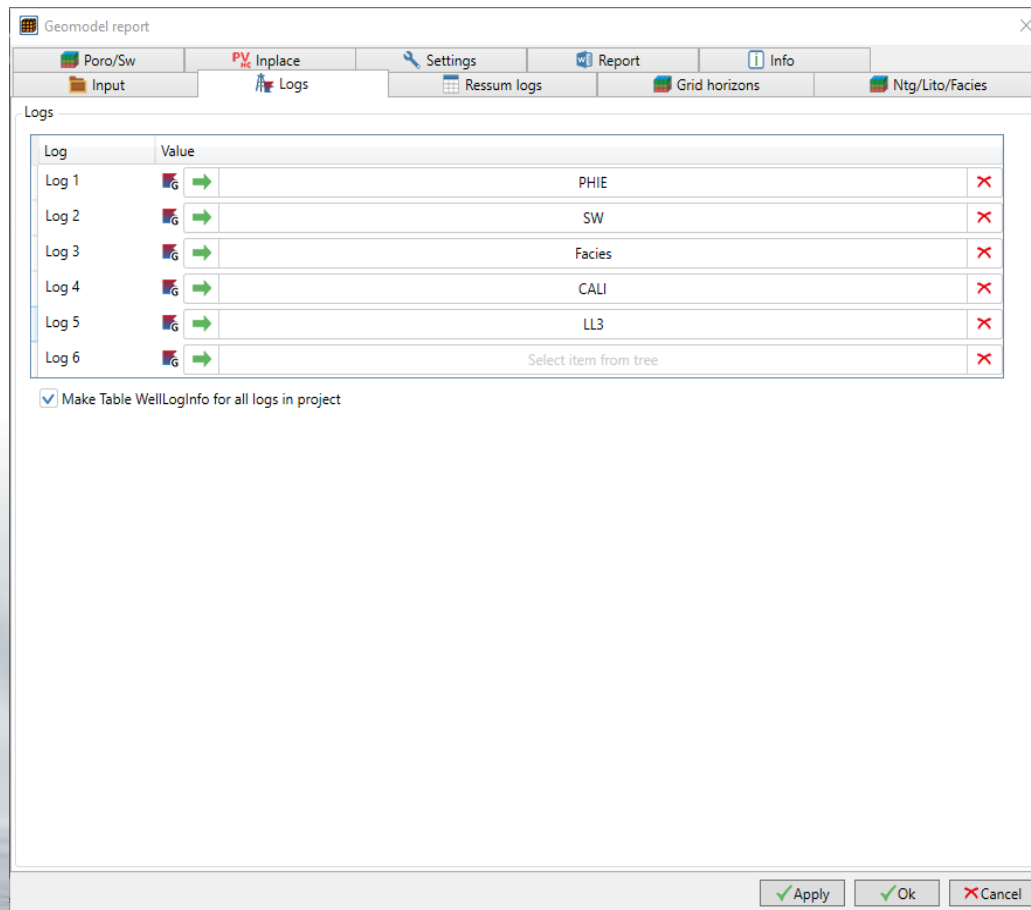 Geomodel report
Poro/Sw PV HC Inplace Settings Report Info
Input Logs Ressum logs Grid horizons Ntg/Lito/Facies
Logs
Log Value
Log 1 G PHIE
Log 2 G SW
Log 3 G Facies
Log 4 G CALI
Log 5 G LL3
Log 6 G Select item from tree
Make Table WellLogInfo for all logs in project
Apply Ok Cancel